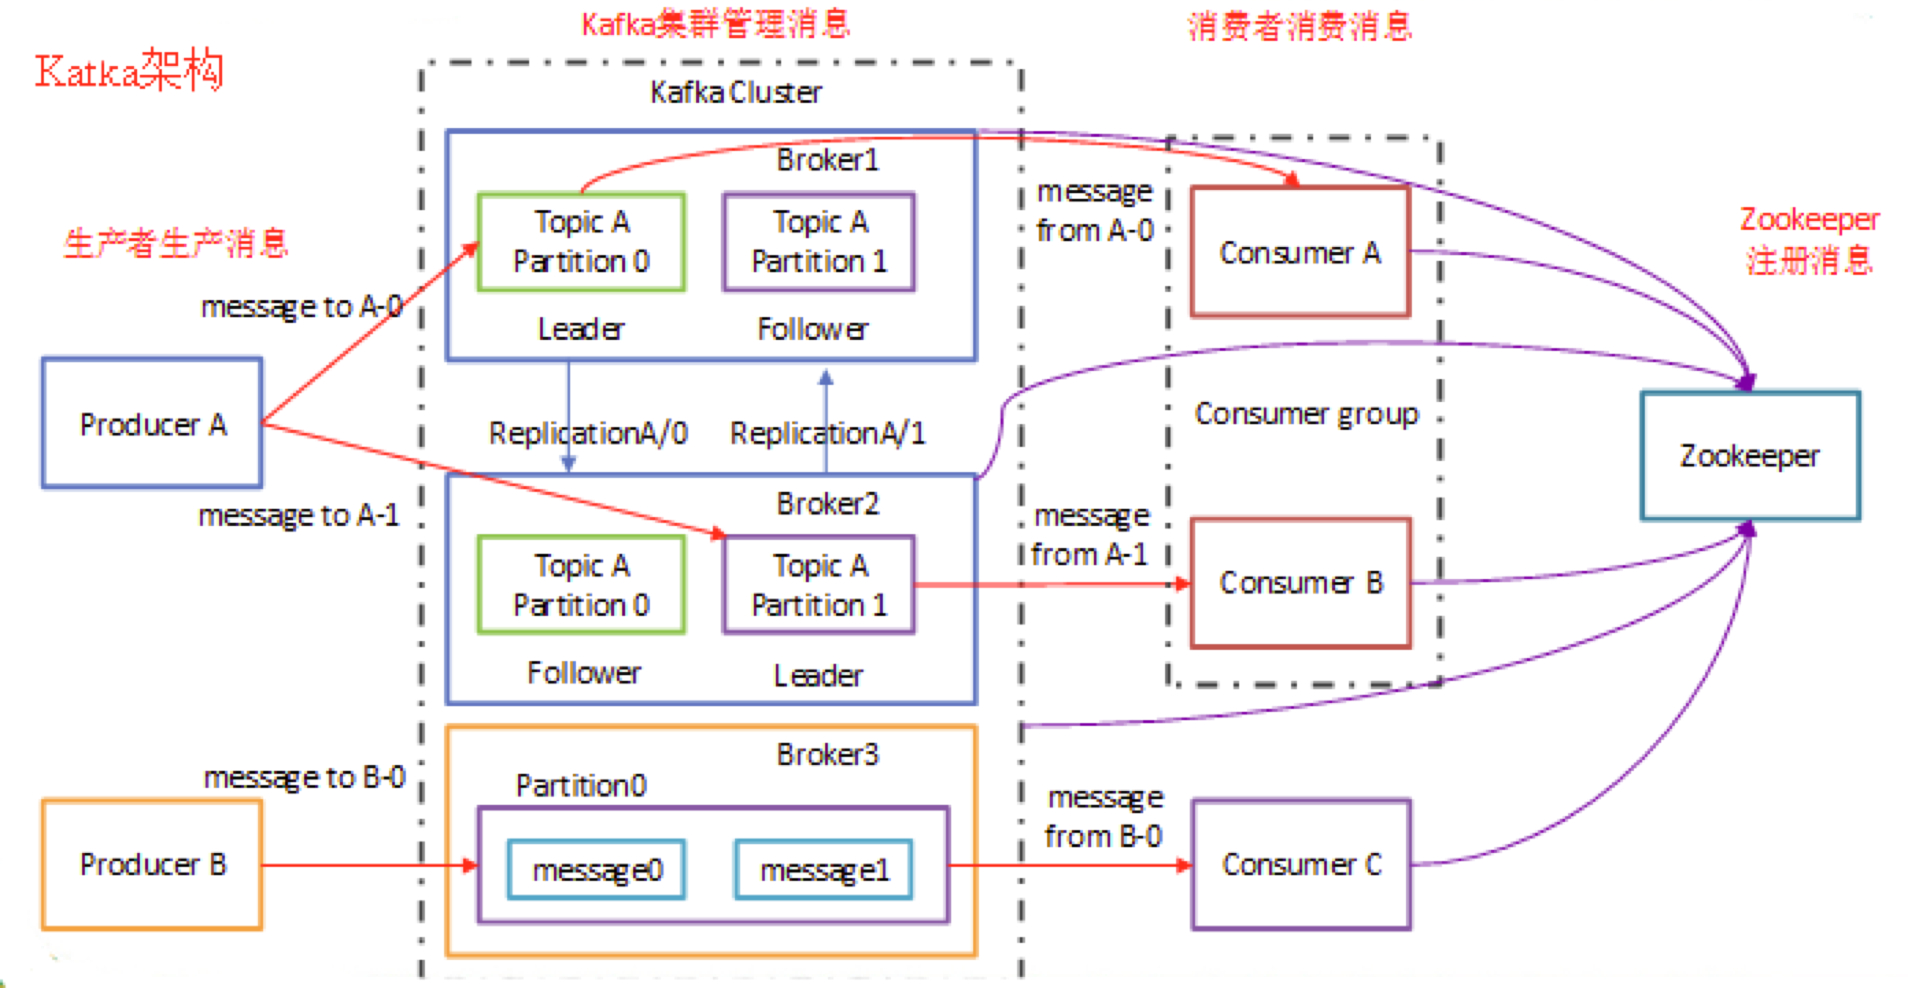 Kafka架构
Kafka集群管理消息
消费者消费消息
Kafka Cluster
Broker1
Topic A
Partition 0
Topic A
Partition 1
Leader
Follower
message
from A-0
Consumer A
Zookeeper
注册消息
生产者生产消息
message to A-0
Producer A
message to A-1
ReplicationA/0
ReplicationA/1
Consumer group
Zookeeper
Broker2
Topic A
Partition 0
Topic A
Partition 1
Follower
Leader
message
from A-1
Consumer B
message to B-0
Producer B
Broker3
Partition0
message0
message1
message
from B-0
Consumer C